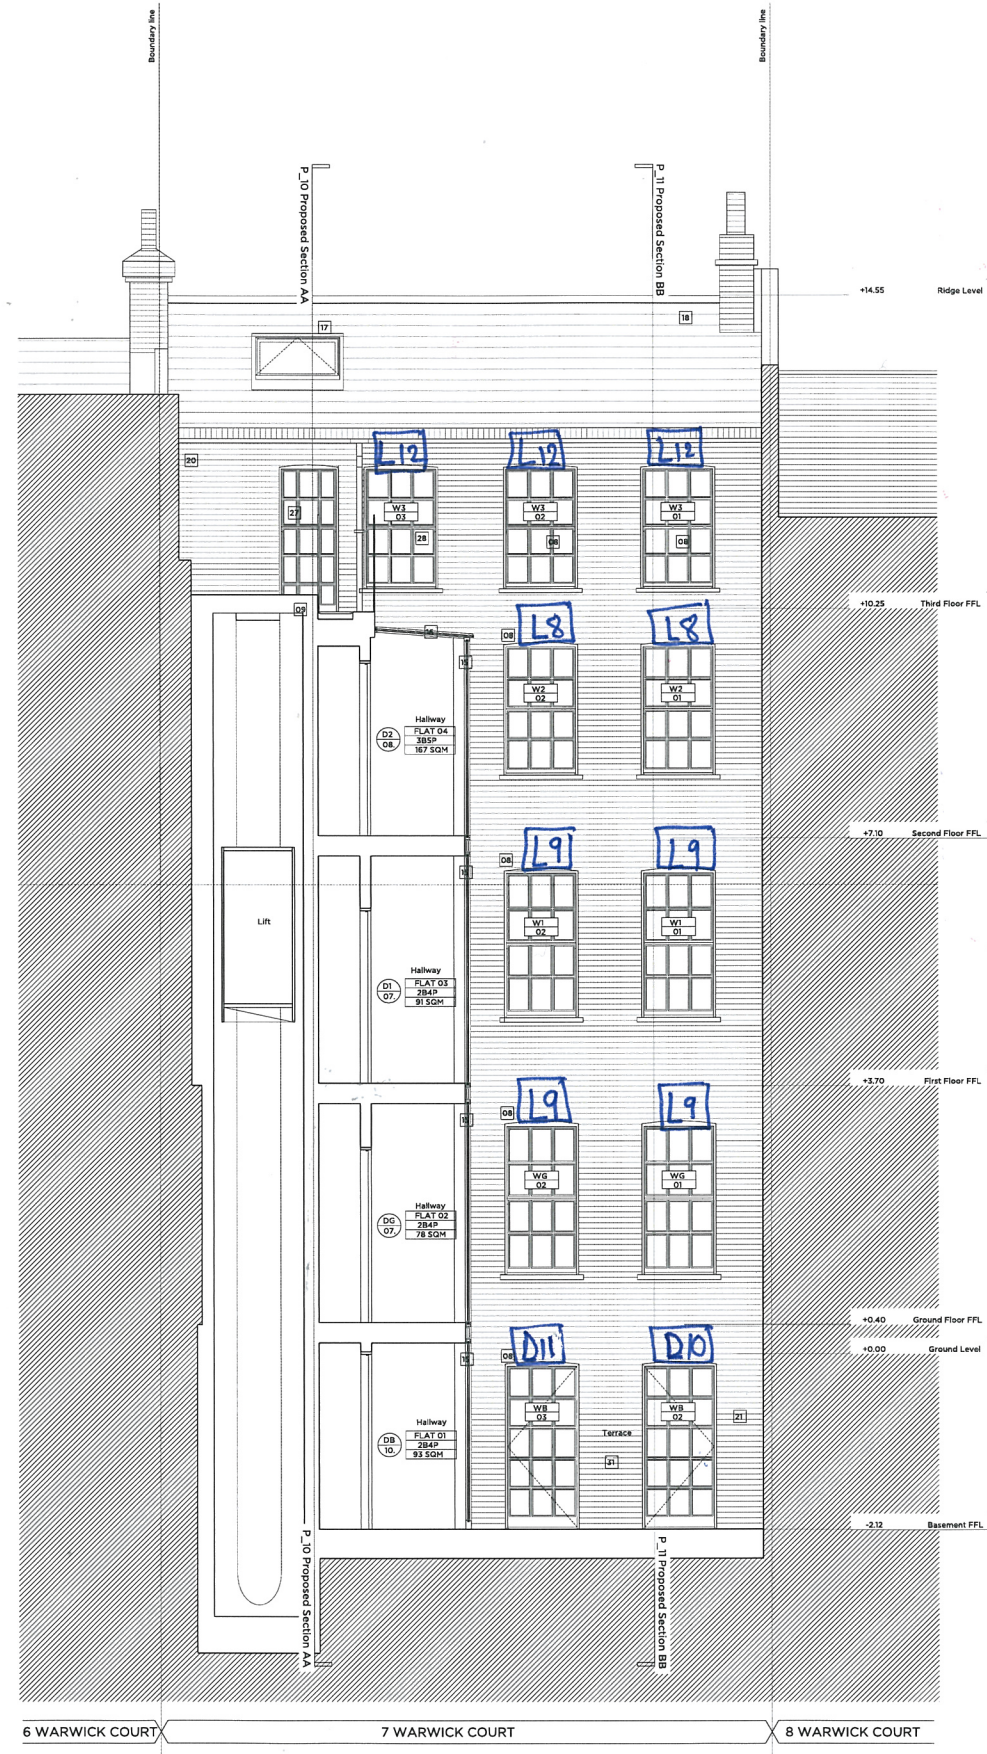 Boundary line
Boundary line
P_10 Proposed Section AA
P_11 Proposed Section BB
+14.55 Ridge Level
17
18
L12 L12 L12
20
27
W3
03
W3
02
W3
01
28
08
08
09
+10.25 Third Floor FFL
L8 L8
16
08
15
W2
02
W2
01
Hallway
D2
08.
FLAT 04
3B5P
167 SQM
+7.10 Second Floor FFL
L9 L9
08
15
Lift
W1
02
W1
01
Hallway
D1
07.
FLAT 03
2B4P
91 SQM
+3.70 First Floor FFL
L9 L9
08
15
WG
02
WG
01
Hallway
DG
07.
FLAT 02
2B4P
78 SQM
+0.40 Ground Floor FFL
D11 D10
+0.00 Ground Level
08
15
WB
03
WB
02
21
Hallway
DB
10.
FLAT 01
2B4P
93 SQM
Terrace
31
-2.12 Basement FFL
P_10 Proposed Section AA
P_11 Proposed Section BB
6 WARWICK COURT 7 WARWICK COURT 8 WARWICK COURT